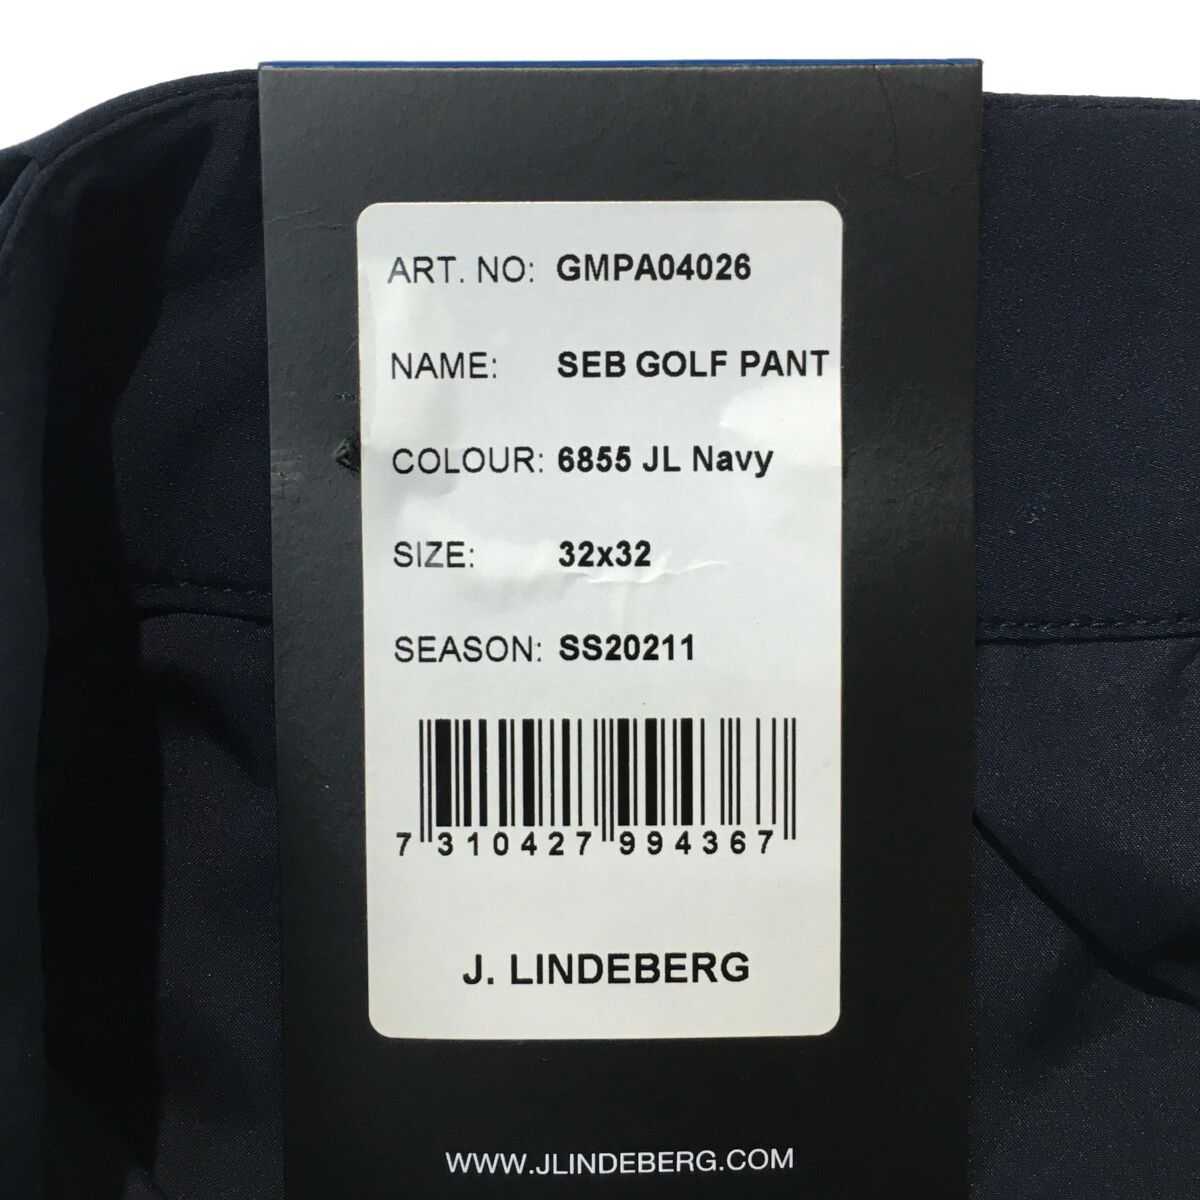 ART. NO: GMPA04026
NAME: SEB GOLF PANT
COLOUR: 6855 JL Navy
SIZE: 32x32
SEASON: SS20211
7 310427 994367
J. LINDEBERG
WWW.JLINDEBERG.COM